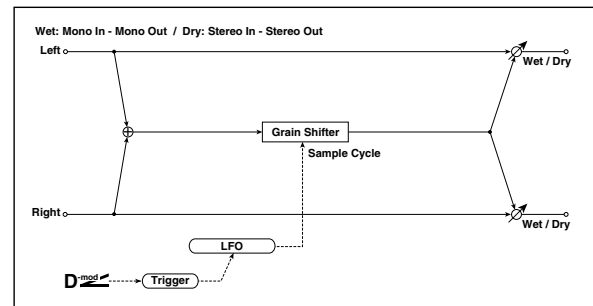 Wet: Mono In - Mono Out / Dry: Stereo In - Stereo Out
Left
Wet / Dry
Grain Shifter
Sample Cycle
Right
Wet / Dry
LFO
D-mod
Trigger